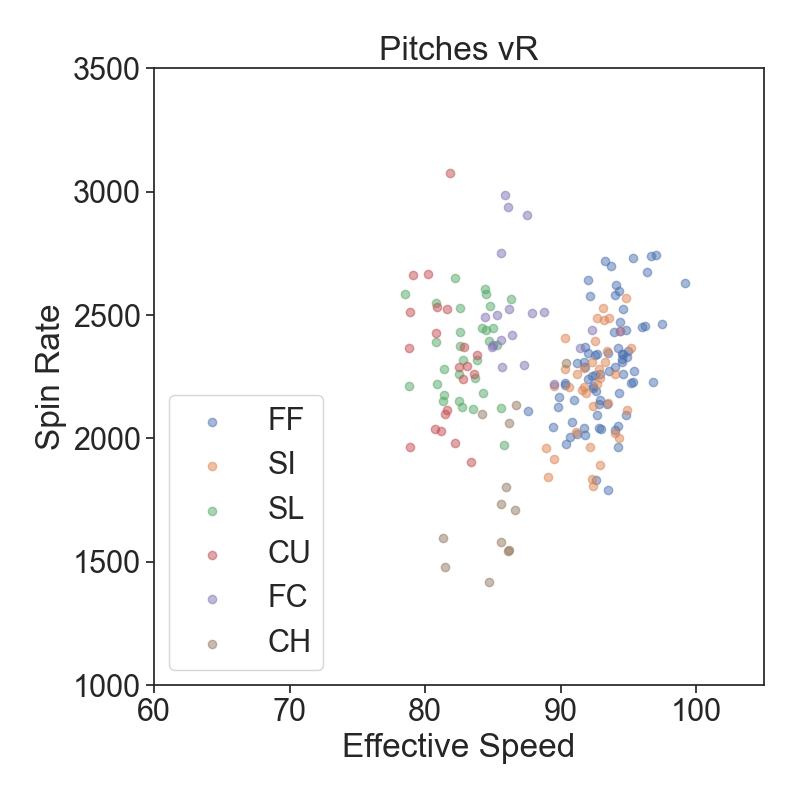 Pitches vR
3500
3000
2500
2000
1500
1000
Spin Rate
FF
SI
SL
CU
FC
CH
60 70 80 90 100
Effective Speed